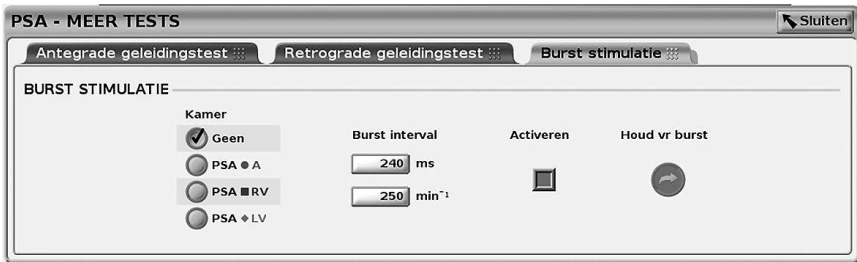 PSA - MEER TESTS
Sluiten
Antegrade geleidingstest
Retrograde geleidingstest
Burst stimulatie
BURST STIMULATIE
Kamer
Geen
PSA ● A
PSA ■ RV
PSA ◆ LV
Burst interval
240 ms
250 min⁻¹
Activeren
Houd vr burst